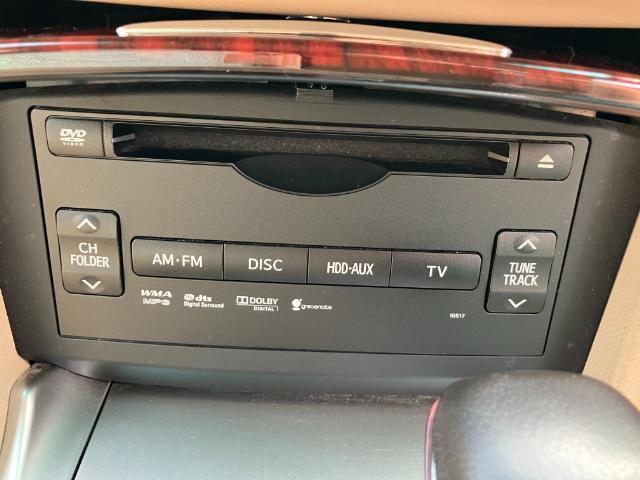 DVD
VIDEO
CH
FOLDER
AM·FM
DISC
HDD·AUX
TV
TUNE
TRACK
WMA
MP3
dts
Digital Surround
DOLBY
DIGITAL
gracenote
10517